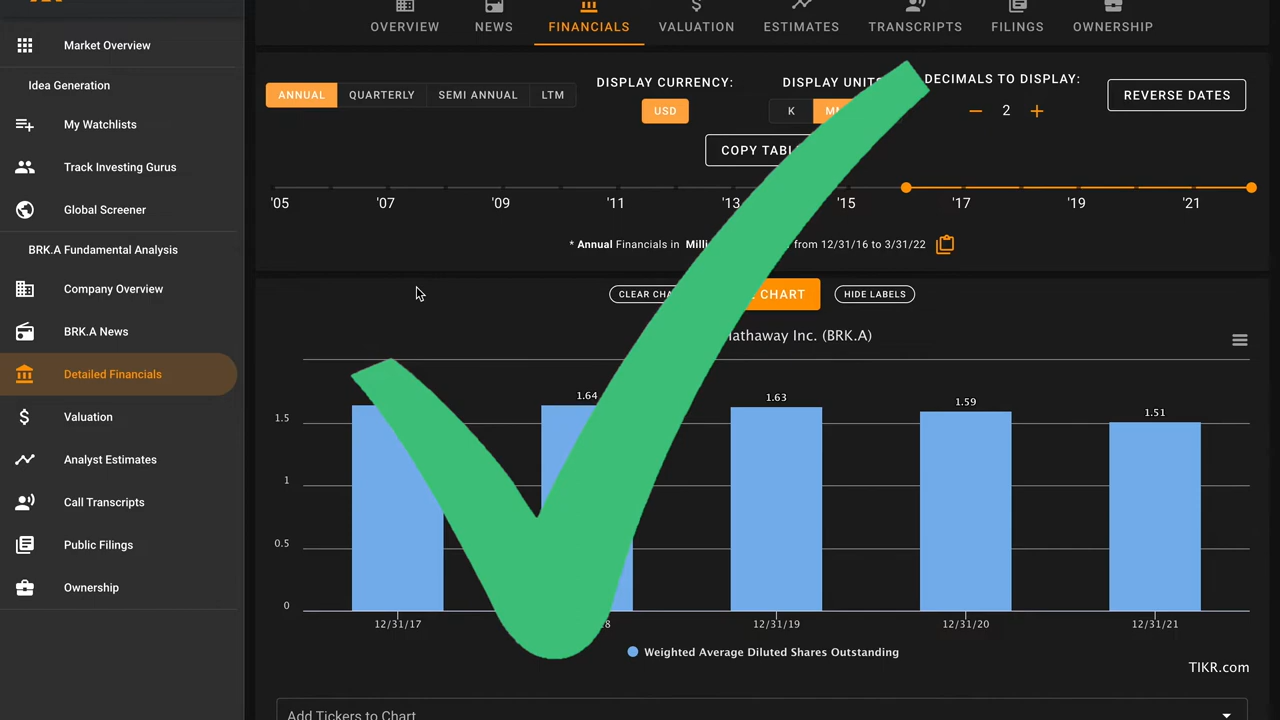 OVERVIEW NEWS FINANCIALS VALUATION ESTIMATES TRANSCRIPTS FILINGS OWNERSHIP
Market Overview
Idea Generation
My Watchlists
Track Investing Gurus
Global Screener
BRK.A Fundamental Analysis
Company Overview
BRK.A News
Detailed Financials
Valuation
Analyst Estimates
Call Transcripts
Public Filings
Ownership
DISPLAY CURRENCY: DISPLAY DECIMALS TO DISPLAY:
ANNUAL QUARTERLY SEMI ANNUAL LTM USD K 2 REVERSE DATES
COPY
'05 '07 '09 '11 '13 '15 '17 '19 '21
* Annual Financials in from 12/31/16 to 3/31/22
CLEAR CHART HIDE LABELS
Inc. (BRK.A)
1.64 1.63 1.59 1.51
1.5
1
0.5
0
12/31/17 12/31/19 12/31/20 12/31/21
Weighted Average Diluted Shares Outstanding
TIKR.com
Add Tickers to Chart